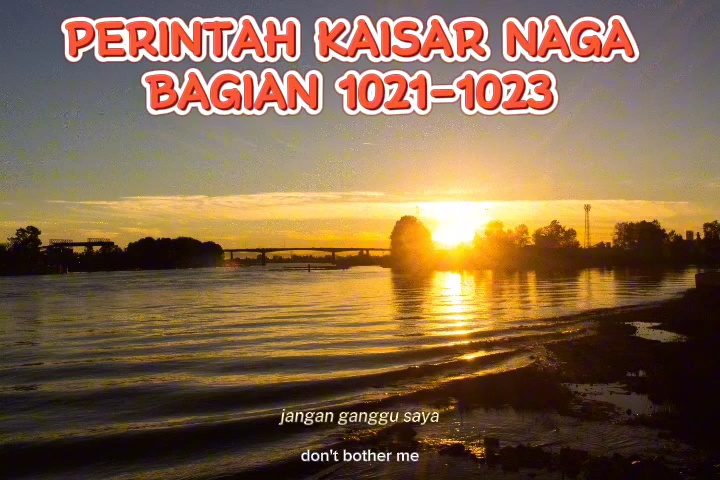 PERINTAH KAISAR NAGA
BAGIAN 1021-1023
jangan ganggu saya
don't bother me